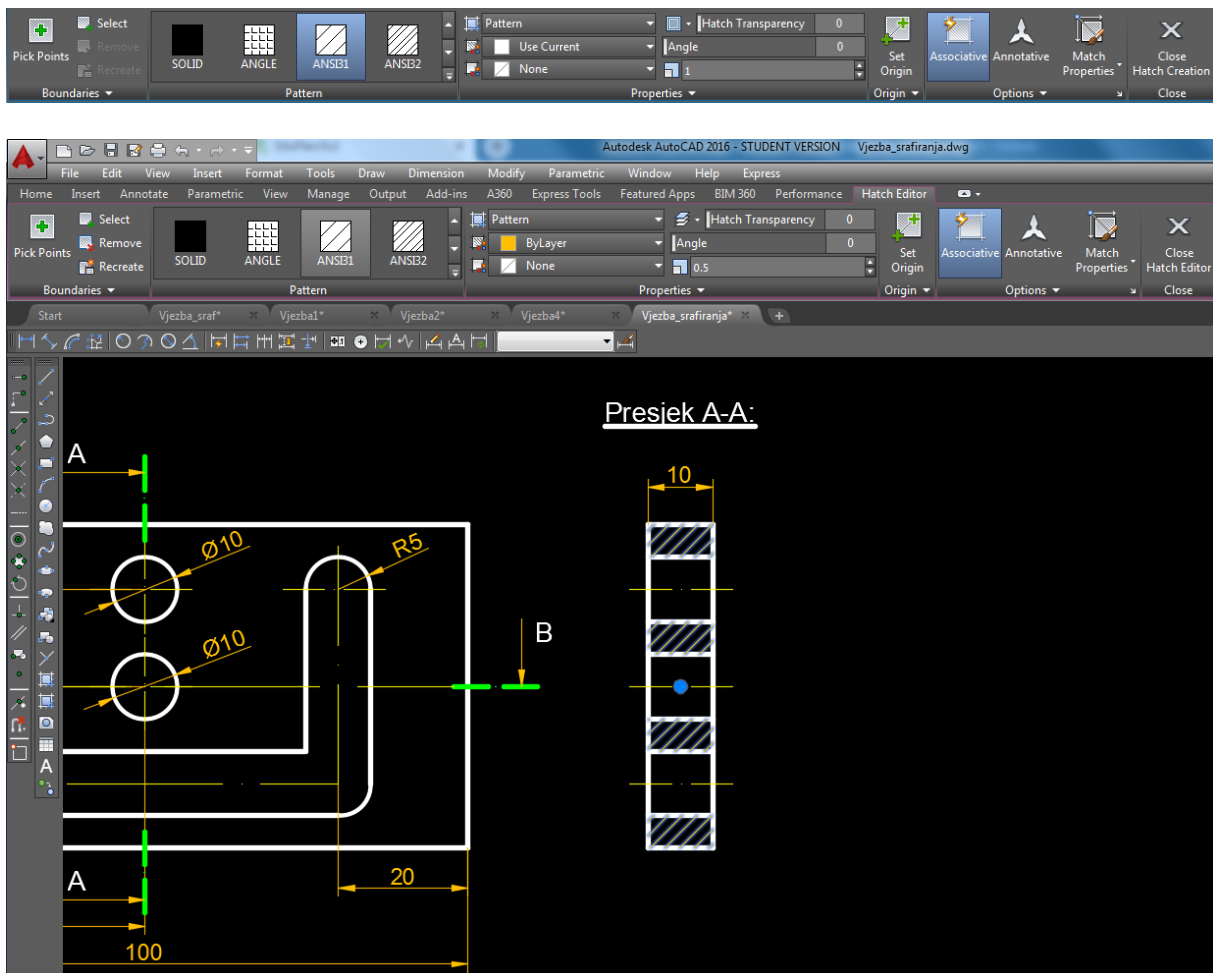 Select Pattern Hatch Transparency 0
Remove Use Current Angle 0
Pick Points Recreate SOLID ANGLE ANSI31 ANSI32 None 1 Set Origin Associative Annotative Match Properties Close Hatch Creation
Boundaries Pattern Properties Origin Options Close
Autodesk AutoCAD 2016 - STUDENT VERSION Vjezba_srafiranja.dwg
File Edit View Insert Format Tools Draw Dimension Modify Parametric Window Help Express
Home Insert Annotate Parametric View Manage Output Add-ins A360 Express Tools Featured Apps BIM 360 Performance Hatch Editor
Select Pattern Hatch Transparency 0
Remove ByLayer Angle 0
Pick Points Recreate SOLID ANGLE ANSI31 ANSI32 None 0.5 Set Origin Associative Annotative Match Properties Close Hatch Editor
Boundaries Pattern Properties Origin Options Close
Start Vjezba_sraf* Vjezba1* Vjezba2* Vjezba4* Vjezba_srafiranja*
Presjek A-A:
A
10
Ø10 R5
B
Ø10
A
A 20
100